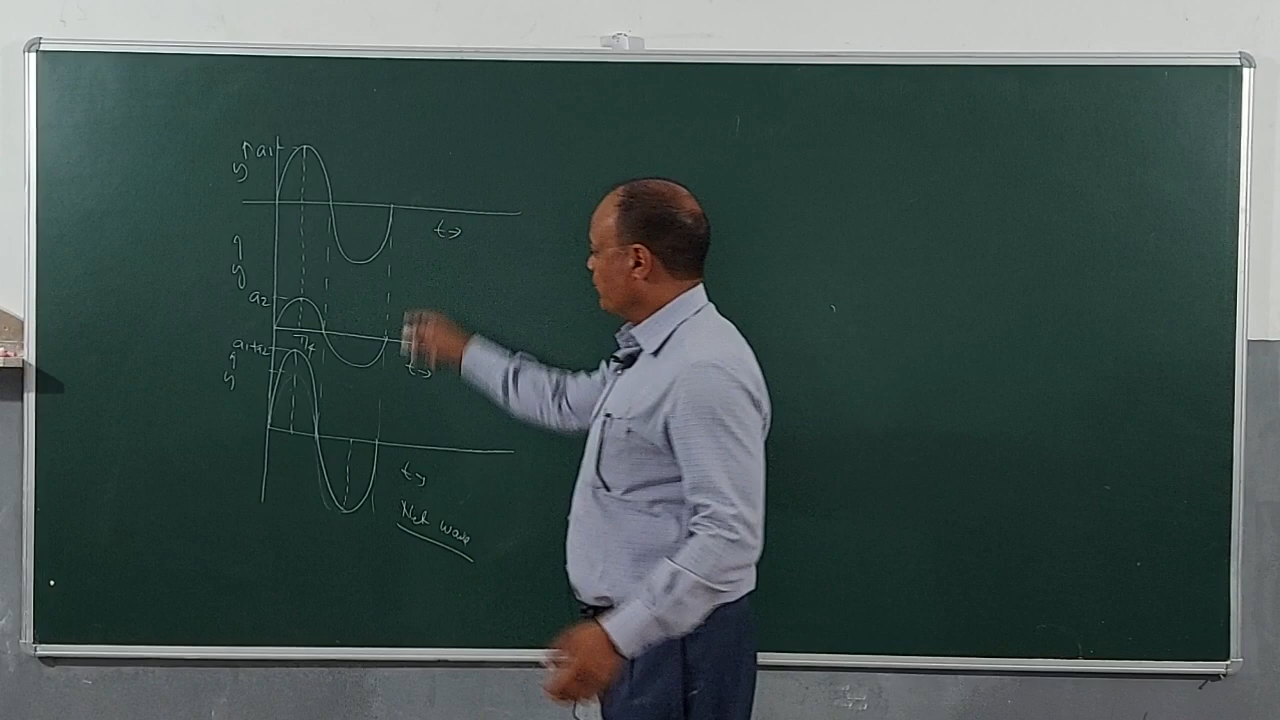 y ↑ a₁
t→
y ↑
a₂
T/4
a₁+a₂
y ↑
t→
t→
Net wave